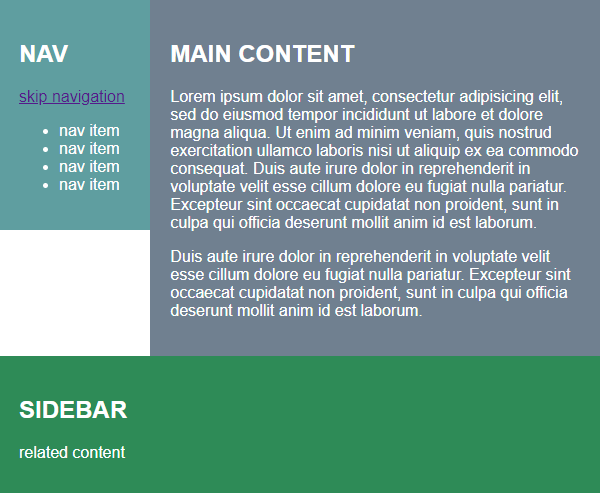 NAV
skip navigation
nav item
nav item
nav item
nav item
MAIN CONTENT
Lorem ipsum dolor sit amet, consectetur adipisicing elit,
sed do eiusmod tempor incididunt ut labore et dolore
magna aliqua. Ut enim ad minim veniam, quis nostrud
exercitation ullamco laboris nisi ut aliquip ex ea commodo
consequat. Duis aute irure dolor in reprehenderit in
voluptate velit esse cillum dolore eu fugiat nulla pariatur.
Excepteur sint occaecat cupidatat non proident, sunt in
culpa qui officia deserunt mollit anim id est laborum.
Duis aute irure dolor in reprehenderit in voluptate velit
esse cillum dolore eu fugiat nulla pariatur. Excepteur sint
occaecat cupidatat non proident, sunt in culpa qui officia
deserunt mollit anim id est laborum.
SIDEBAR
related content